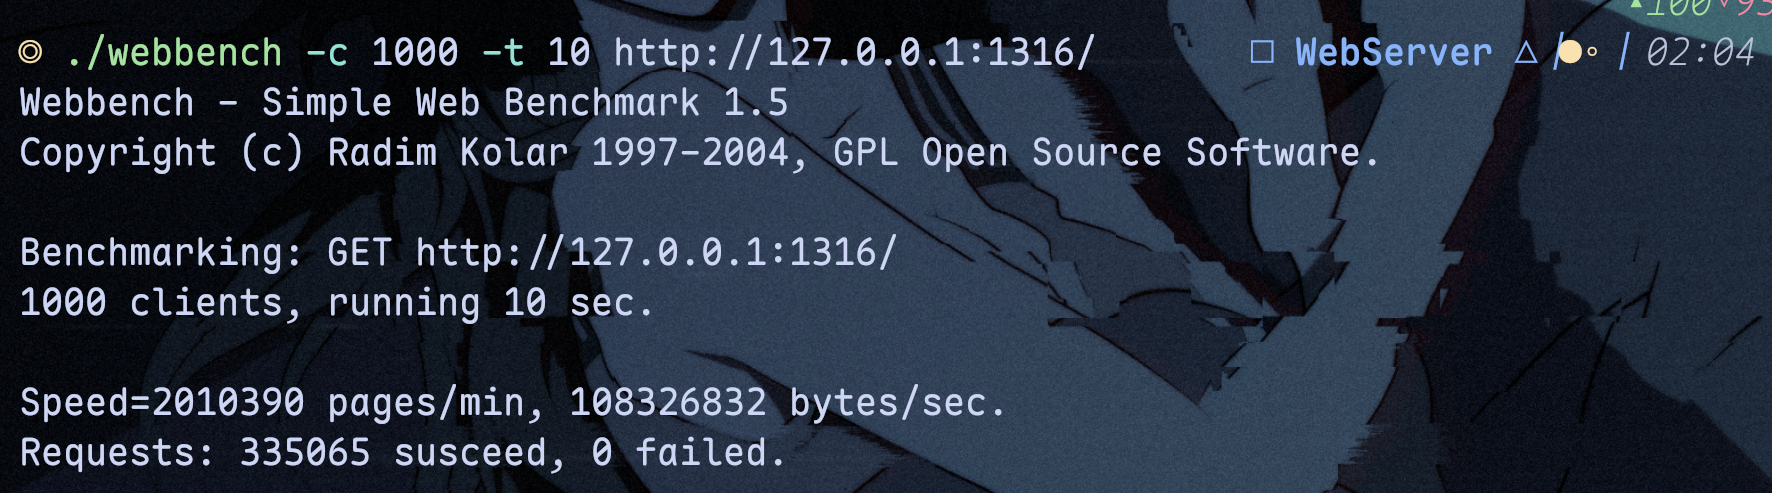 ▲100 ▽93
◎ ./webbench -c 1000 -t 10 http://127.0.0.1:1316/ □ WebServer △ | 02:04
Webbench - Simple Web Benchmark 1.5
Copyright (c) Radim Kolar 1997-2004, GPL Open Source Software.
Benchmarking: GET http://127.0.0.1:1316/
1000 clients, running 10 sec.
Speed=2010390 pages/min, 108326832 bytes/sec.
Requests: 335065 susceed, 0 failed.